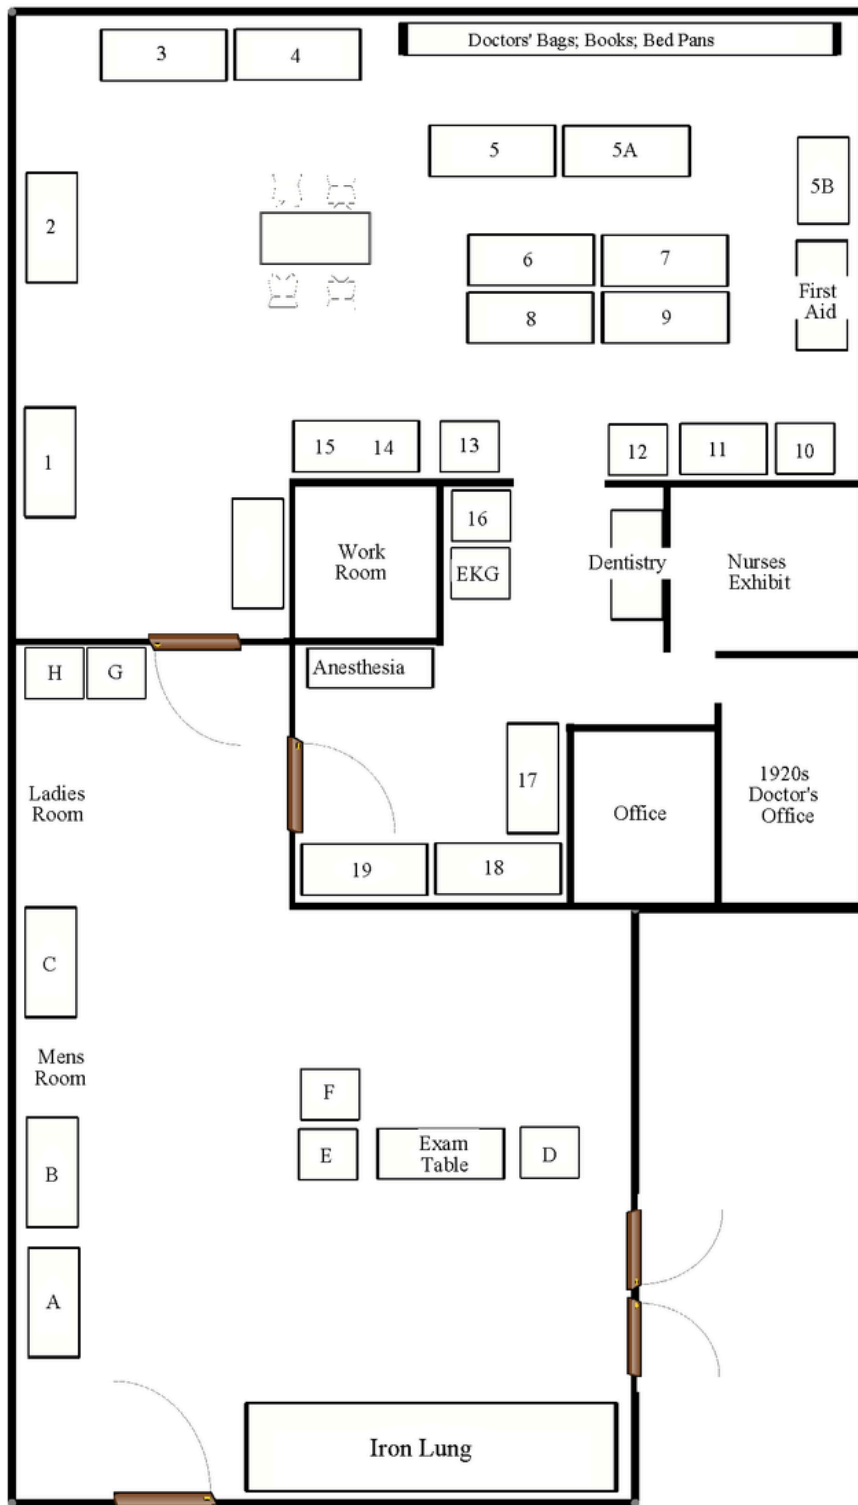 3
4
Doctors' Bags; Books; Bed Pans
5
5A
5B
2
6
7
First
Aid
8
9
1
15
14
13
12
11
10
16
Work
Room
EKG
Dentistry
Nurses
Exhibit
H
G
Anesthesia
Ladies
Room
17
Office
1920s
Doctor's
Office
19
18
C
Mens
Room
F
B
E
Exam
Table
D
A
Iron Lung